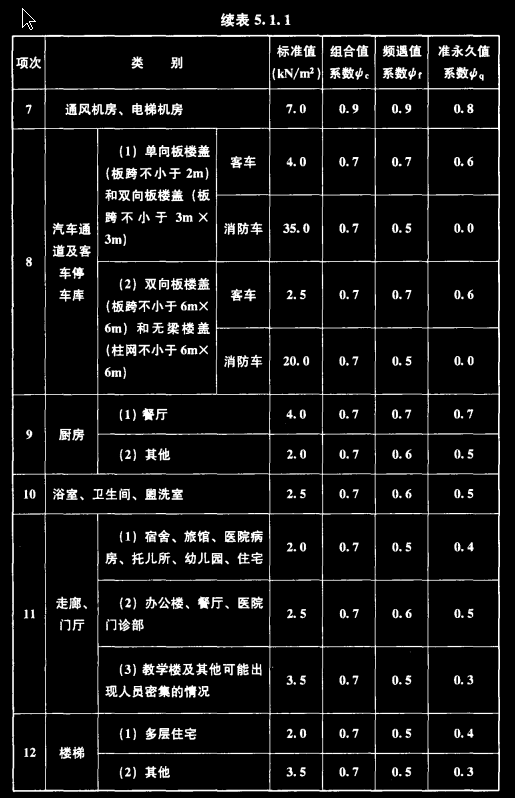 续表 5.1.1
项次 类 别 标准值 (kN/m²) 组合值 系数ψc 频遇值 系数ψf 准永久值 系数ψq
7 通风机房、电梯机房 7.0 0.9 0.9 0.8
8 汽车通
道及客
车停
车库
(1) 单向板楼盖
(板跨不小于 2m)
和双向板楼盖（板
跨不小于 3m×
3m）
客车 4.0 0.7 0.7 0.6
消防车 35.0 0.7 0.5 0.0
(2) 双向板楼盖
(板跨不小于 6m×
6m) 和无梁楼盖
(柱网不小于 6m×
6m)
客车 2.5 0.7 0.7 0.6
消防车 20.0 0.7 0.5 0.0
9 厨房
(1) 餐厅 4.0 0.7 0.7 0.7
(2) 其他 2.0 0.7 0.6 0.5
10 浴室、卫生间、盥洗室 2.5 0.7 0.6 0.5
11 走廊、
门厅
(1) 宿舍、旅馆、医院病
房、托儿所、幼儿园、住宅
2.0 0.7 0.5 0.4
(2) 办公楼、餐厅、医院
门诊部
2.5 0.7 0.6 0.5
(3) 教学楼及其他可能出
现人员密集的情况
3.5 0.7 0.5 0.3
12 楼梯
(1) 多层住宅 2.0 0.7 0.5 0.4
(2) 其他 3.5 0.7 0.5 0.3